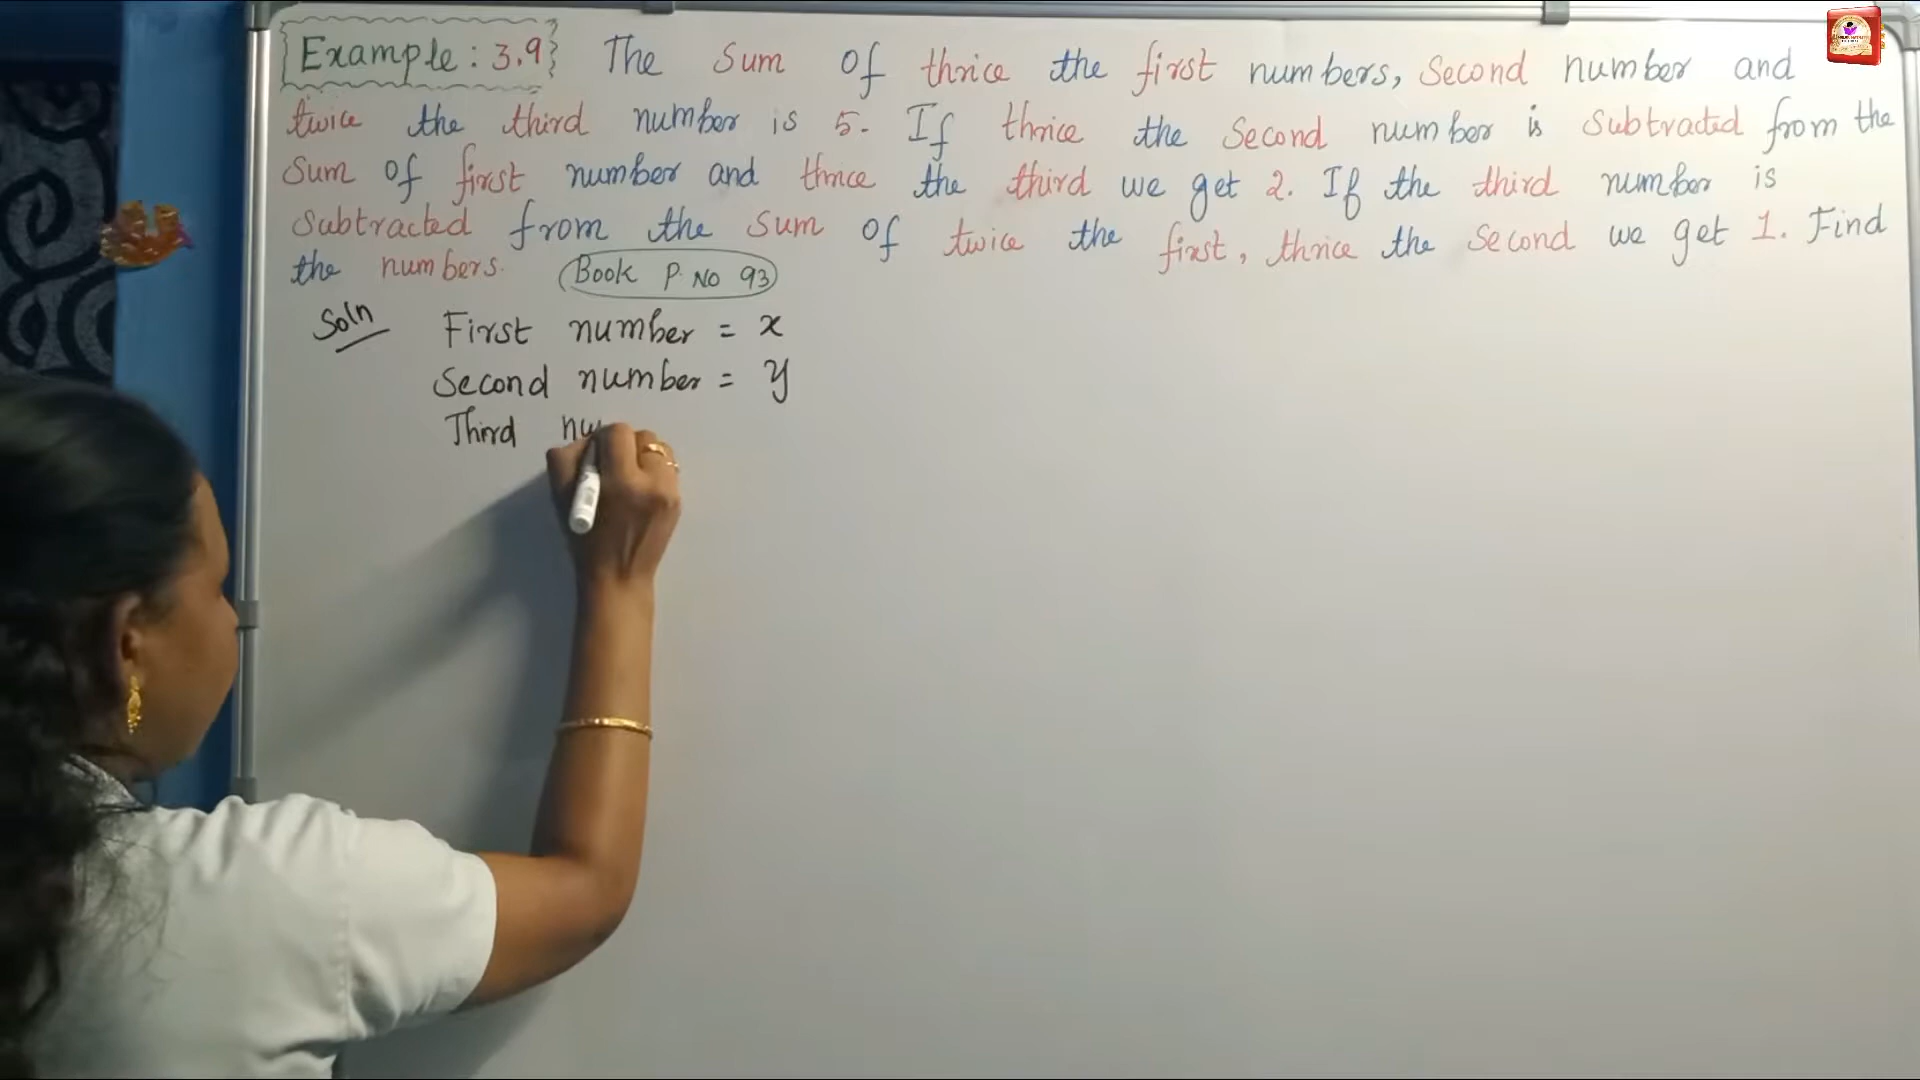 Example: 3.9 The Sum of thrice the first numbers, Second number and
twice the third number is 5. If thrice the Second number is Subtracted from the
Sum of first number and thrice the third we get 2. If the third number is
Subtracted from the Sum of twice the first, thrice the Second we get 1. Find
the numbers. Book P. No 93
Soln First number = x
Second number = y
Third nu